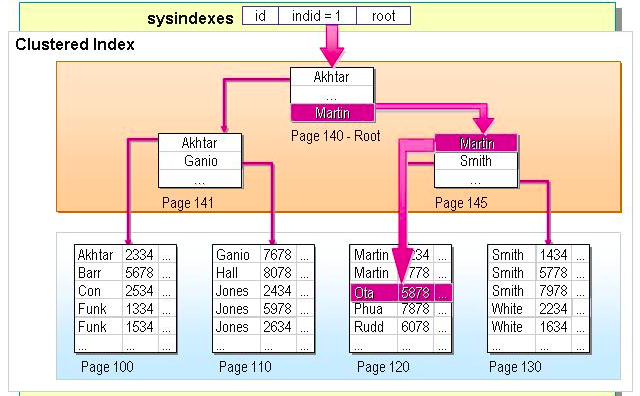 sysindexes id indid = 1 root
Clustered Index
Akhtar
...
Martin
Page 140 - Root
Akhtar
Ganio
...
Page 141
Martin
Smith
...
Page 145
Akhtar 2334 ...
Barr 5678 ...
Con 2534 ...
Funk 1334 ...
Funk 1534 ...
... ... ...
Page 100
Ganio 7678 ...
Hall 8078 ...
Jones 2434 ...
Jones 5978 ...
Jones 2634 ...
... ... ...
Page 110
Martin 234 ...
Martin 778 ...
Ota 5878 ...
Phua 7878 ...
Rudd 6078 ...
... ... ...
Page 120
Smith 1434 ...
Smith 5778 ...
Smith 7978 ...
White 2234 ...
White 1634 ...
... ... ...
Page 130